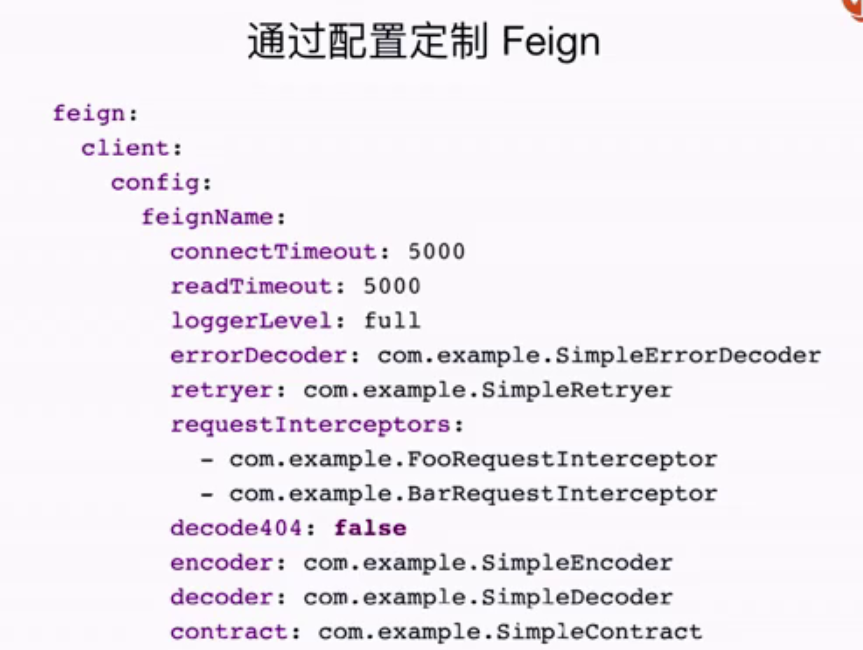 通过配置定制 Feign
feign:
  client:
    config:
      feignName:
        connectTimeout: 5000
        readTimeout: 5000
        loggerLevel: full
        errorDecoder: com.example.SimpleErrorDecoder
        retryer: com.example.SimpleRetryer
        requestInterceptors:
          - com.example.FooRequestInterceptor
          - com.example.BarRequestInterceptor
        decode404: false
        encoder: com.example.SimpleEncoder
        decoder: com.example.SimpleDecoder
        contract: com.example.SimpleContract